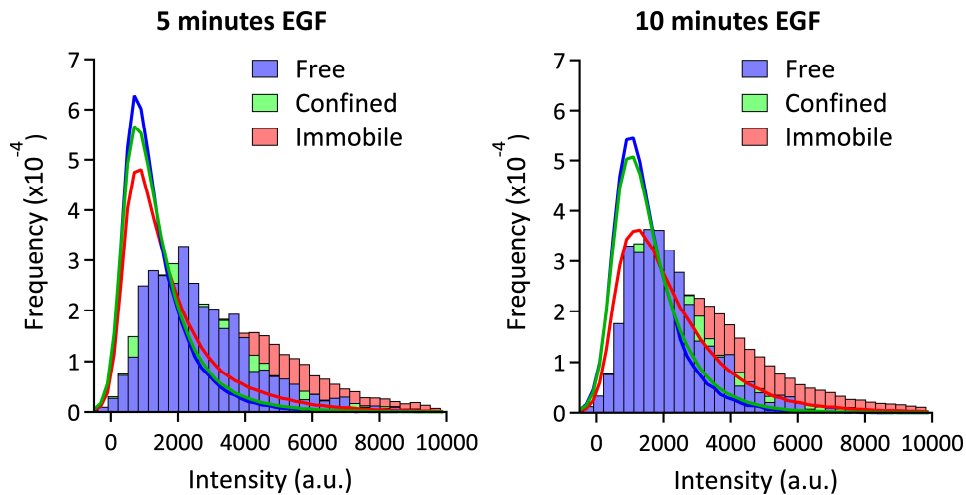 5 minutes EGF
7
6
5
4
3
2
1
0
Frequency (x10⁻⁴)
Free
Confined
Immobile
0 2000 4000 6000 8000 10000
Intensity (a.u.)
10 minutes EGF
7
6
5
4
3
2
1
0
Frequency (x10⁻⁴)
Free
Confined
Immobile
0 2000 4000 6000 8000 10000
Intensity (a.u.)